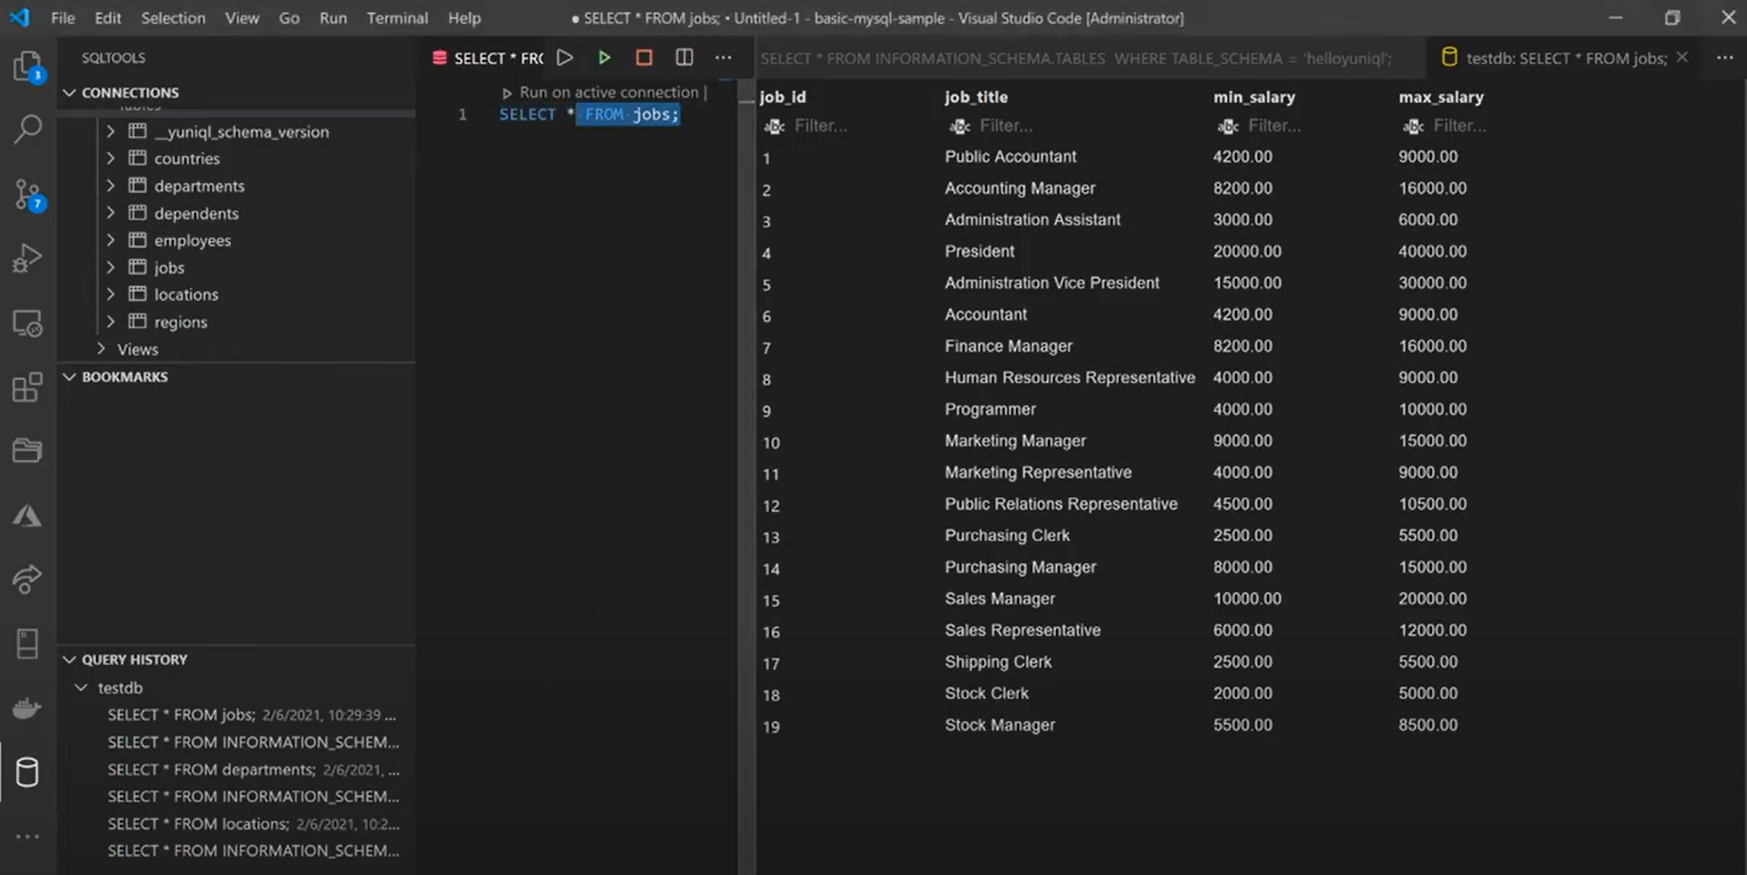 File Edit Selection View Go Run Terminal Help
● SELECT * FROM jobs; • Untitled-1 - basic-mysql-sample - Visual Studio Code [Administrator]
3
7
SQLTOOLS
CONNECTIONS
__yuniql_schema_version
countries
departments
dependents
employees
jobs
locations
regions
Views
BOOKMARKS
QUERY HISTORY
testdb
SELECT * FROM jobs; 2/6/2021, 10:29:39 ...
SELECT * FROM INFORMATION_SCHEM...
SELECT * FROM departments; 2/6/2021, ...
SELECT * FROM INFORMATION_SCHEM...
SELECT * FROM locations; 2/6/2021, 10:2...
SELECT * FROM INFORMATION_SCHEM...
SELECT * FRO
Run on active connection |
1 SELECT * FROM jobs;
SELECT * FROM INFORMATION_SCHEMA.TABLES WHERE TABLE_SCHEMA = 'helloyuniql';
testdb: SELECT * FROM jobs;
job_id job_title min_salary max_salary
abc Filter... abc Filter... abc Filter... abc Filter...
1 Public Accountant 4200.00 9000.00
2 Accounting Manager 8200.00 16000.00
3 Administration Assistant 3000.00 6000.00
4 President 20000.00 40000.00
5 Administration Vice President 15000.00 30000.00
6 Accountant 4200.00 9000.00
7 Finance Manager 8200.00 16000.00
8 Human Resources Representative 4000.00 9000.00
9 Programmer 4000.00 10000.00
10 Marketing Manager 9000.00 15000.00
11 Marketing Representative 4000.00 9000.00
12 Public Relations Representative 4500.00 10500.00
13 Purchasing Clerk 2500.00 5500.00
14 Purchasing Manager 8000.00 15000.00
15 Sales Manager 10000.00 20000.00
16 Sales Representative 6000.00 12000.00
17 Shipping Clerk 2500.00 5500.00
18 Stock Clerk 2000.00 5000.00
19 Stock Manager 5500.00 8500.00